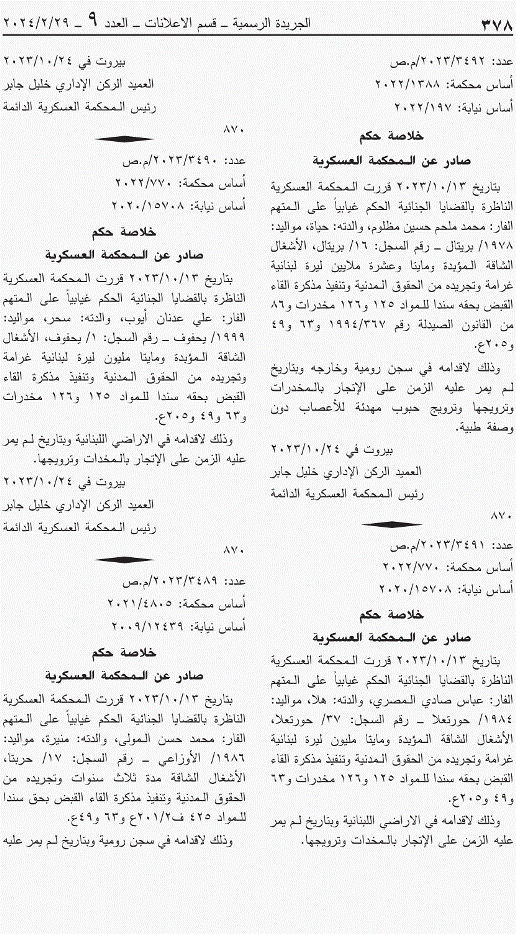 ٣٧٨
الجريدة الرسمية ــ قسم الاعلانات ــ العدد ٩ ــ ٢٠٢٤/٢/٢٩
عدد: ٢٠٢٣/٣٤٩٢/م.ص
أساس محكمة: ٢٠٢٢/١٣٨٨
أساس نيابة: ٢٠٢٢/١٩٧
خلاصة حكم
صادر عن المحكمة العسكرية
بتاريخ ٢٠٢٣/١٠/١٣ قررت المحكمة العسكرية
الناظرة بالقضايا الجنائية الحكم غيابياً على المتهم
الفار: محمد ملحم حسين مظلوم، والدته: حياة، مواليد:
١٩٧٨/ بريتال ــ رقم السجل: ١٦/ بريتال، الأشغال
الشاقة المؤبدة ومايتا وعشرة ملايين ليرة لبنانية
غرامة وتجريده من الحقوق المدنية وتنفيذ مذكرة القاء
القبض بحقه سندا للمواد ١٢٥ و١٢٦ مخدرات و٨٦
من القانون الصيدلة رقم ١٩٩٤/٣٦٧ و٦٣ و٤٩
و٢٠٥ع.
وذلك لاقدامه في سجن رومية وخارجه وبتاريخ
لم يمر عليه الزمن على الإتجار بالمخدرات
وترويجها وترويج حبوب مهدئة للأعصاب دون
وصفة طبية.
بيروت في ٢٠٢٣/١٠/٢٤
العميد الركن الإداري خليل جابر
رئيس المحكمة العسكرية الدائمة
٨٧٠
عدد: ٢٠٢٣/٣٤٩١/م.ص
أساس محكمة: ٢٠٢٢/٧٧٠
أساس نيابة: ٢٠٢٠/١٥٧٠٨
خلاصة حكم
صادر عن المحكمة العسكرية
بتاريخ ٢٠٢٣/١٠/١٣ قررت المحكمة العسكرية
الناظرة بالقضايا الجنائية الحكم غيابياً على المتهم
الفار: عباس صادي المصري، والدته: هلا، مواليد:
١٩٨٤/ حورتعلا ــ رقم السجل: ٣٧/ حورتعلا،
الأشغال الشاقة المؤبدة ومايتا مليون ليرة لبنانية
غرامة وتجريده من الحقوق المدنية وتنفيذ مذكرة القاء
القبض بحقه سندا للمواد ١٢٥ و١٢٦ مخدرات و٦٣
و٤٩ و٢٠٥ع.
وذلك لاقدامه في الاراضي اللبنانية وبتاريخ لم يمر
عليه الزمن على الإتجار بالمخدات وترويجها.
بيروت في ٢٠٢٣/١٠/٢٤
العميد الركن الإداري خليل جابر
رئيس المحكمة العسكرية الدائمة
٨٧٠
عدد: ٢٠٢٣/٣٤٩٠/م.ص
أساس محكمة: ٢٠٢٢/٧٧٠
أساس نيابة: ٢٠٢٠/١٥٧٠٨
خلاصة حكم
صادر عن المحكمة العسكرية
بتاريخ ٢٠٢٣/١٠/١٣ قررت المحكمة العسكرية
الناظرة بالقضايا الجنائية الحكم غيابياً على المتهم
الفار: علي عدنان أيوب، والدته: سحر، مواليد:
١٩٩٩/ يحفوف ــ رقم السجل: ١/ يحفوف، الأشغال
الشاقة المؤبدة ومايتا مليون ليرة لبنانية غرامة
وتجريده من الحقوق المدنية وتنفيذ مذكرة القاء
القبض بحقه سندا للمواد ١٢٥ و١٢٦ مخدرات
و٦٣ و٤٩ و٢٠٥ع.
وذلك لاقدامه في الاراضي اللبنانية وبتاريخ لم يمر
عليه الزمن على الإتجار بالمخدات وترويجها.
بيروت في ٢٠٢٣/١٠/٢٤
العميد الركن الإداري خليل جابر
رئيس المحكمة العسكرية الدائمة
٨٧٠
عدد: ٢٠٢٣/٣٤٨٩/م.ص
أساس محكمة: ٢٠٢١/٤٨٠٥
أساس نيابة: ٢٠٠٩/١٢٤٣٩
خلاصة حكم
صادر عن المحكمة العسكرية
بتاريخ ٢٠٢٣/١٠/١٣ قررت المحكمة العسكرية
الناظرة بالقضايا الجنائية الحكم غيابياً على المتهم
الفار: محمد حسن المولى، والدته: منيرة، مواليد:
١٩٨٦/ الأوزاعي ــ رقم السجل: ١٧/ حربتا،
الأشغال الشاقة مدة ثلاث سنوات وتجريده من
الحقوق المدنية وتنفيذ مذكرة القاء القبض بحق سندا
للمواد ٤٢٥ ف٢٠١/٢ع و٦٣ و٤٩ع.
وذلك لاقدامه في سجن رومية وبتاريخ لم يمر عليه